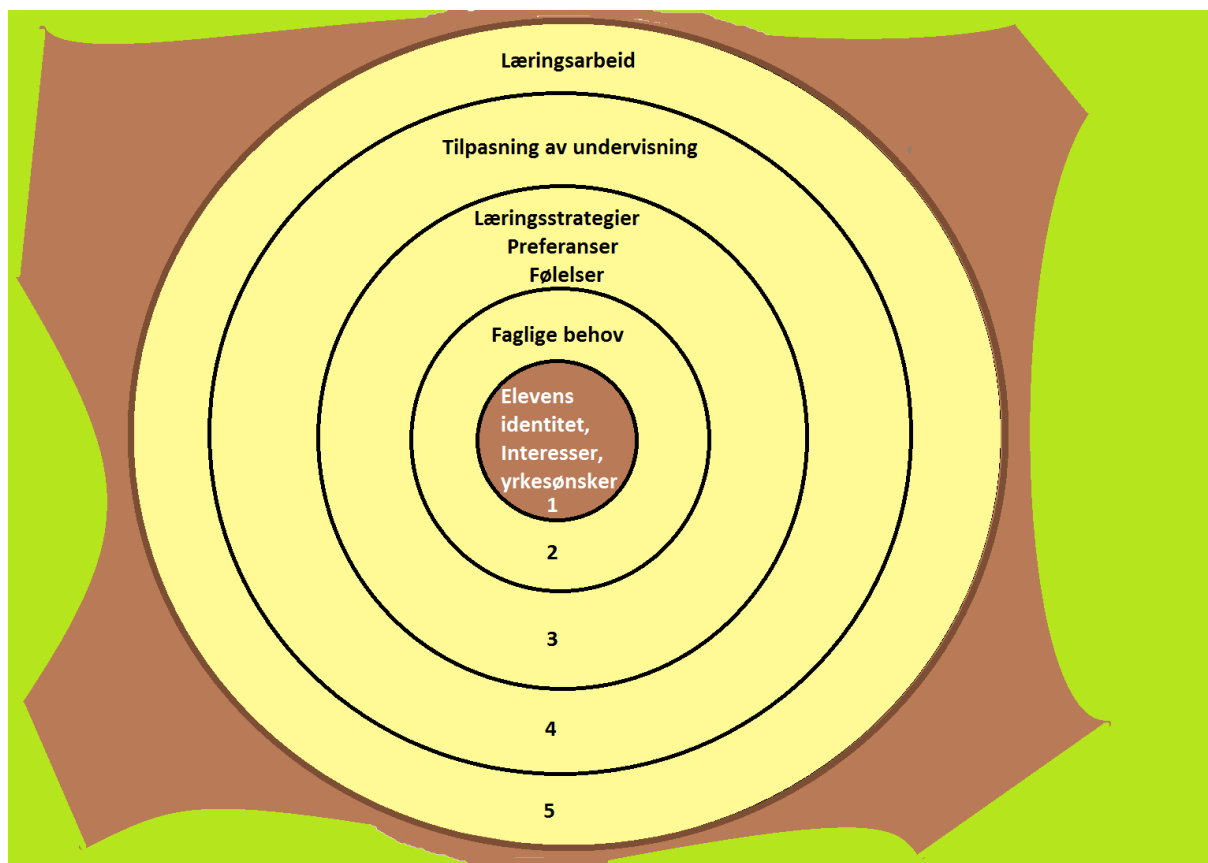 Læringsarbeid
Tilpasning av undervisning
Læringsstrategier
Preferanser
Følelser
Faglige behov
Elevens
identitet,
Interesser,
yrkesønsker
1
2
3
4
5